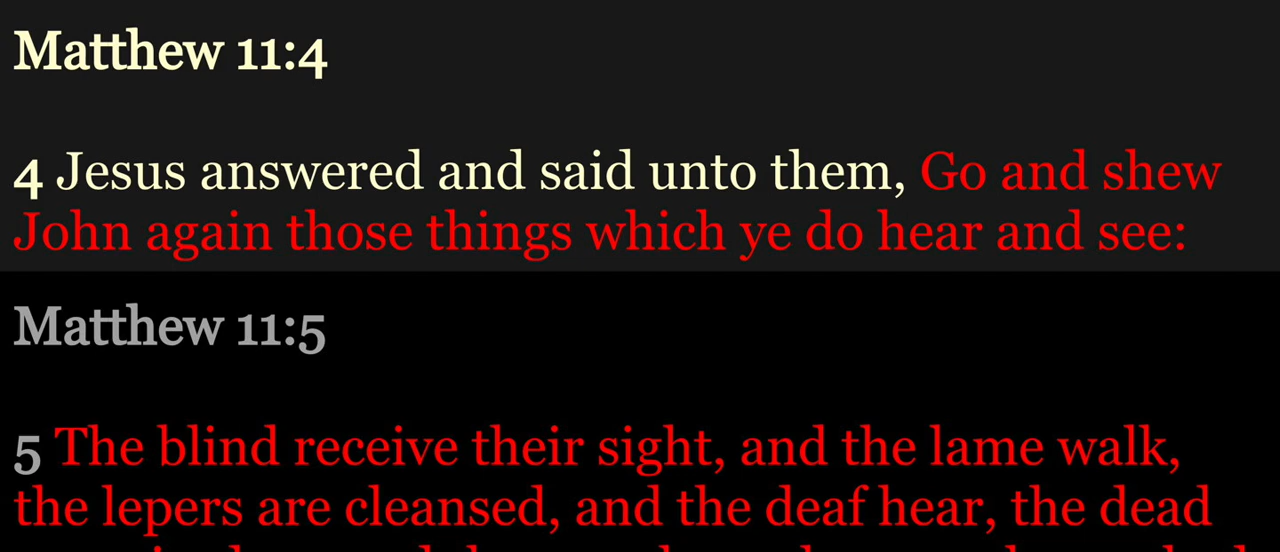 Matthew 11:4
4 Jesus answered and said unto them, Go and shew
John again those things which ye do hear and see:
Matthew 11:5
5 The blind receive their sight, and the lame walk,
the lepers are cleansed, and the deaf hear, the dead